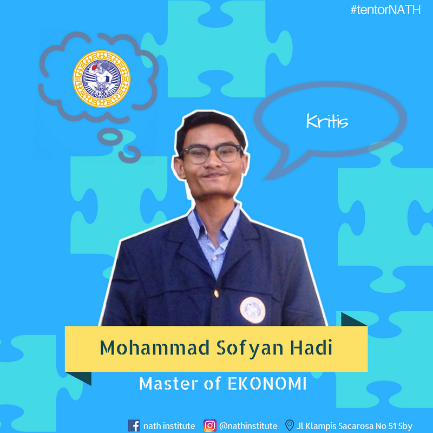 #tentorNATH
Kritis
Mohammad Sofyan Hadi
Master of EKONOMI
nath institute @nathinstitute Jl Klampis Sacarosa No 51 Sby